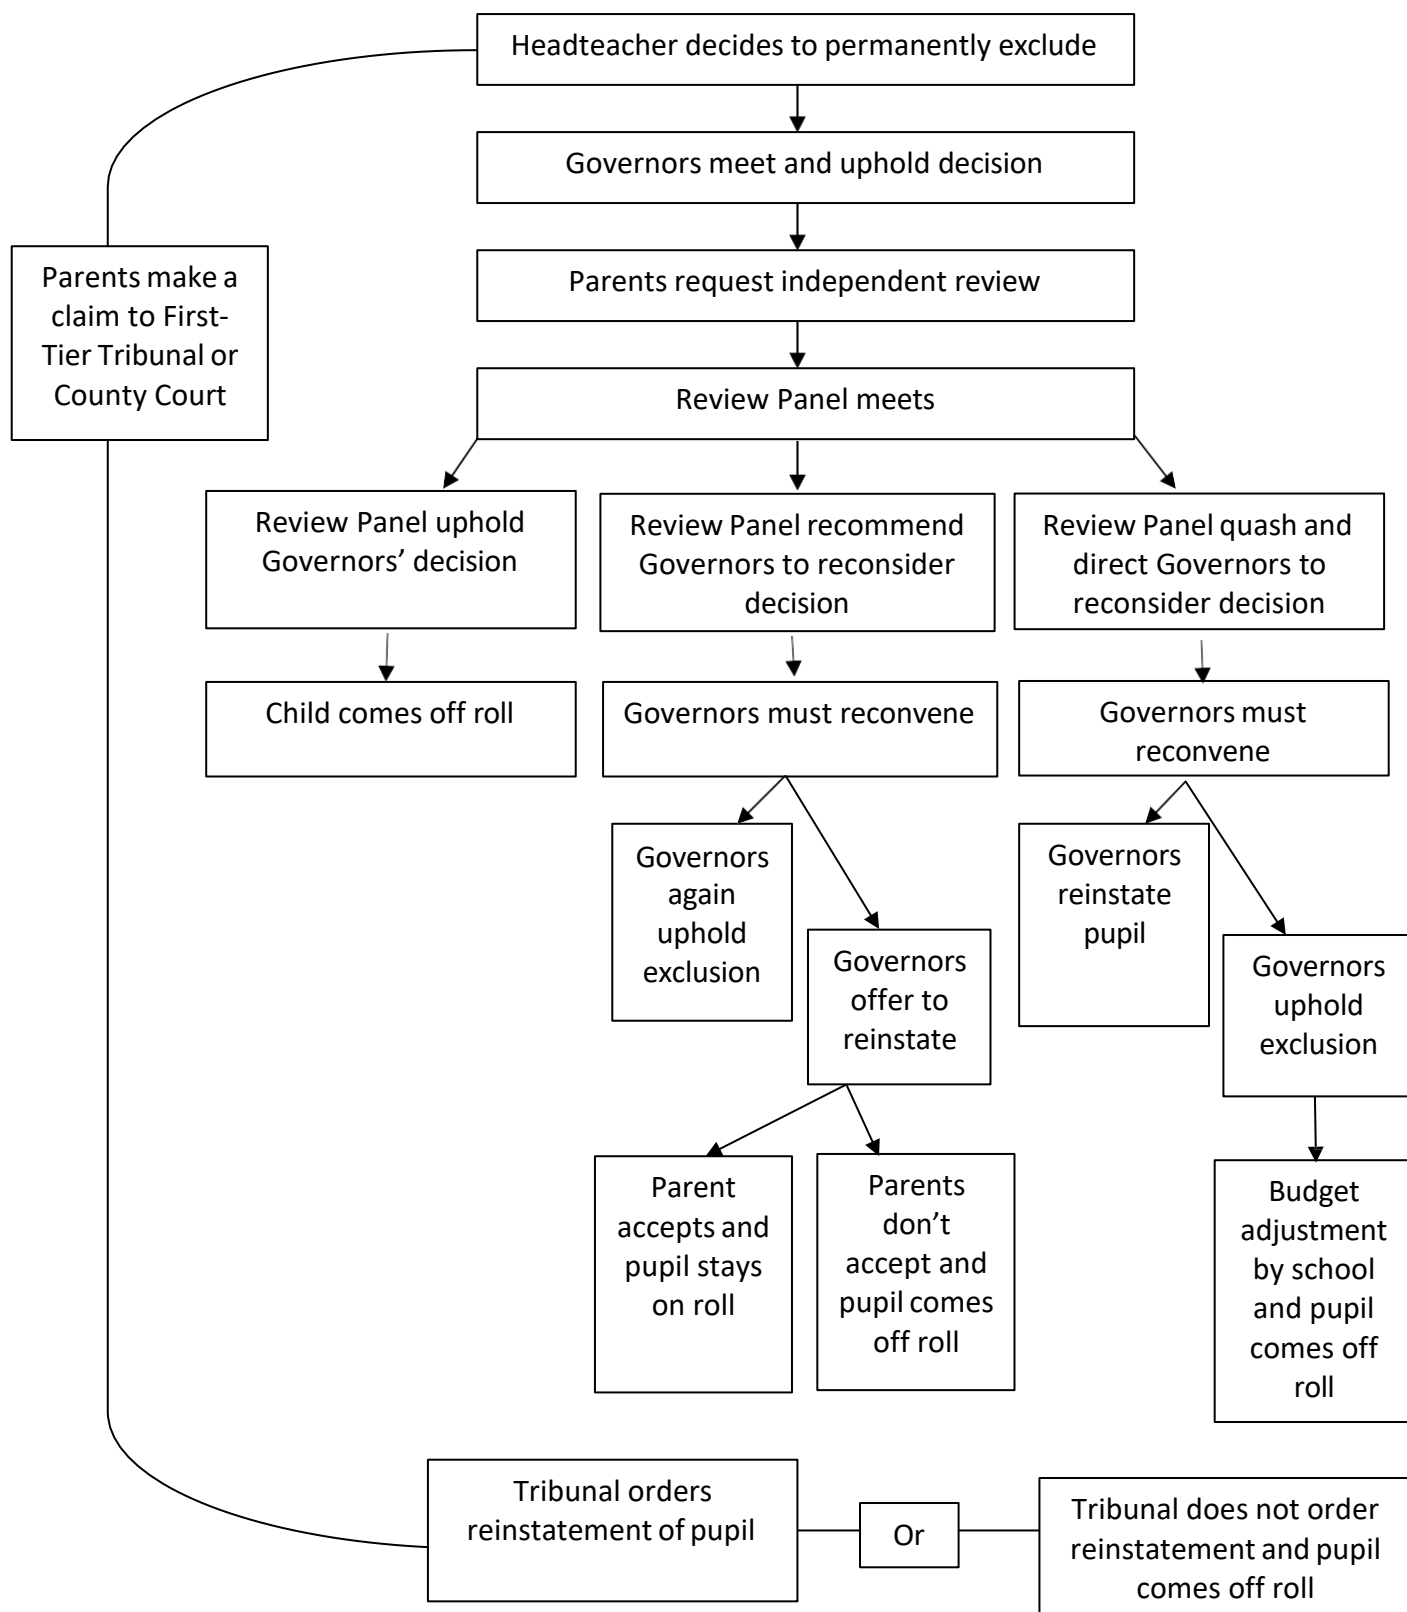 Headteacher decides to permanently exclude
Governors meet and uphold decision
Parents make a
claim to First-
Tier Tribunal or
County Court
Parents request independent review
Review Panel meets
Review Panel uphold
Governors’ decision
Review Panel recommend
Governors to reconsider
decision
Review Panel quash and
direct Governors to
reconsider decision
Child comes off roll
Governors must reconvene
Governors must
reconvene
Governors
again
uphold
exclusion
Governors
offer to
reinstate
Governors
reinstate
pupil
Governors
uphold
exclusion
Parent
accepts and
pupil stays
on roll
Parents
don’t
accept and
pupil comes
off roll
Budget
adjustment
by school
and pupil
comes off
roll
Tribunal orders
reinstatement of pupil
Or
Tribunal does not order
reinstatement and pupil
comes off roll